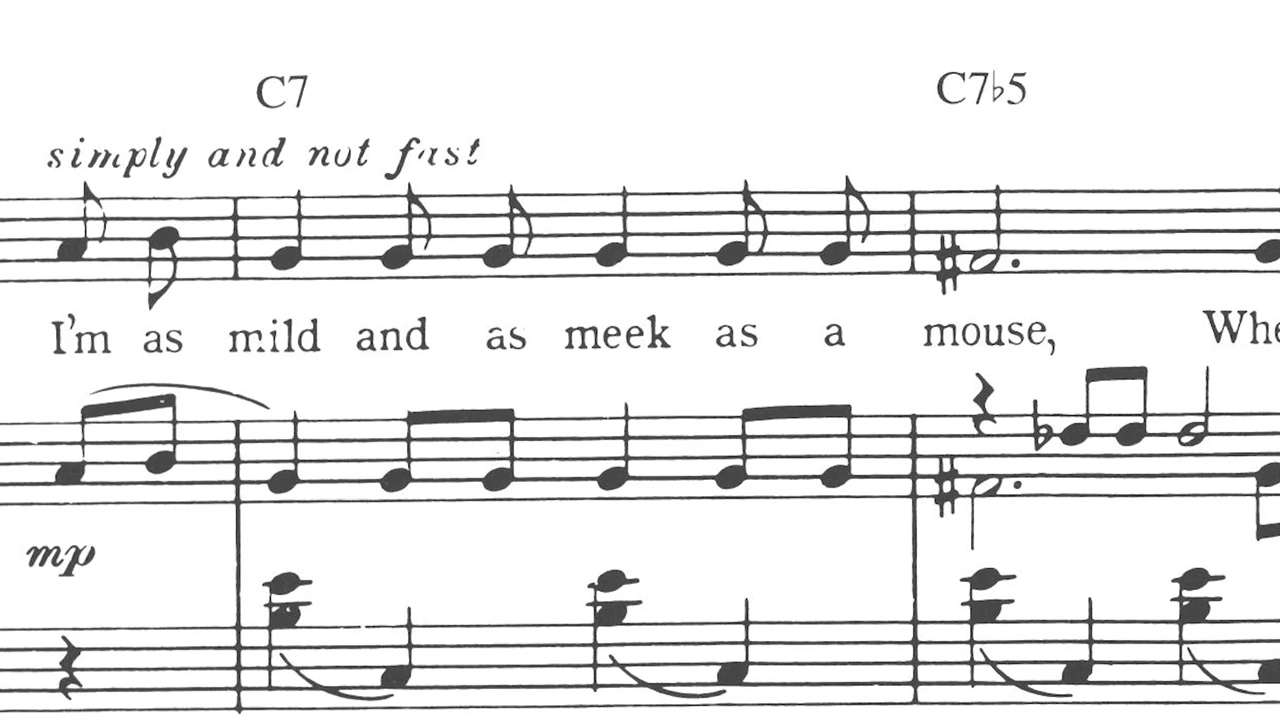 C7 C7♭5
simply and not fast
I'm as mild and as meek as a mouse,
mp